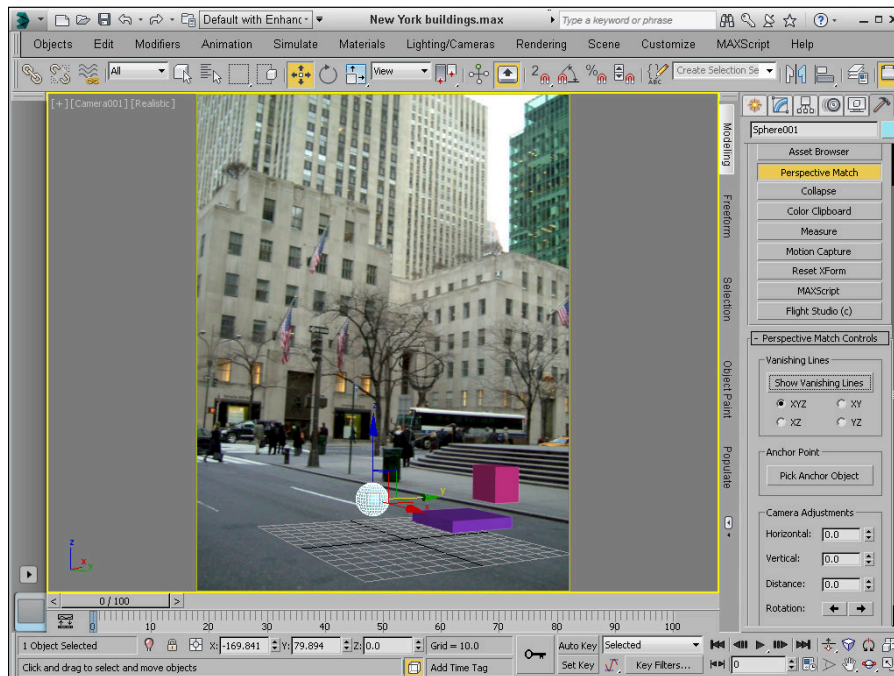 Default with Enhanc
New York buildings.max
Type a keyword or phrase
Objects Edit Modifiers Animation Simulate Materials Lighting/Cameras Rendering Scene Customize MAXScript Help
All
View
2
%
ABC
Create Selection Se
[+][Camera001][Realistic]
Modeling
Freeform
Selection
Object Paint
Populate
Sphere001
Asset Browser
Perspective Match
Collapse
Color Clipboard
Measure
Motion Capture
Reset XForm
MAXScript
Flight Studio (c)
- Perspective Match Controls
Vanishing Lines
Show Vanishing Lines
XYZ XY
XZ YZ
Anchor Point
Pick Anchor Object
Camera Adjustments
Horizontal: 0.0
Vertical: 0.0
Distance: 0.0
Rotation:
z
y
x
z
x
y
< 0 / 100 >
0 10 20 30 40 50 60 70 80 90 100
1 Object Selected X: -169.841 Y: 79.894 Z: 0.0 Grid = 10.0 Auto Key Selected
Click and drag to select and move objects Add Time Tag Set Key Key Filters... 0